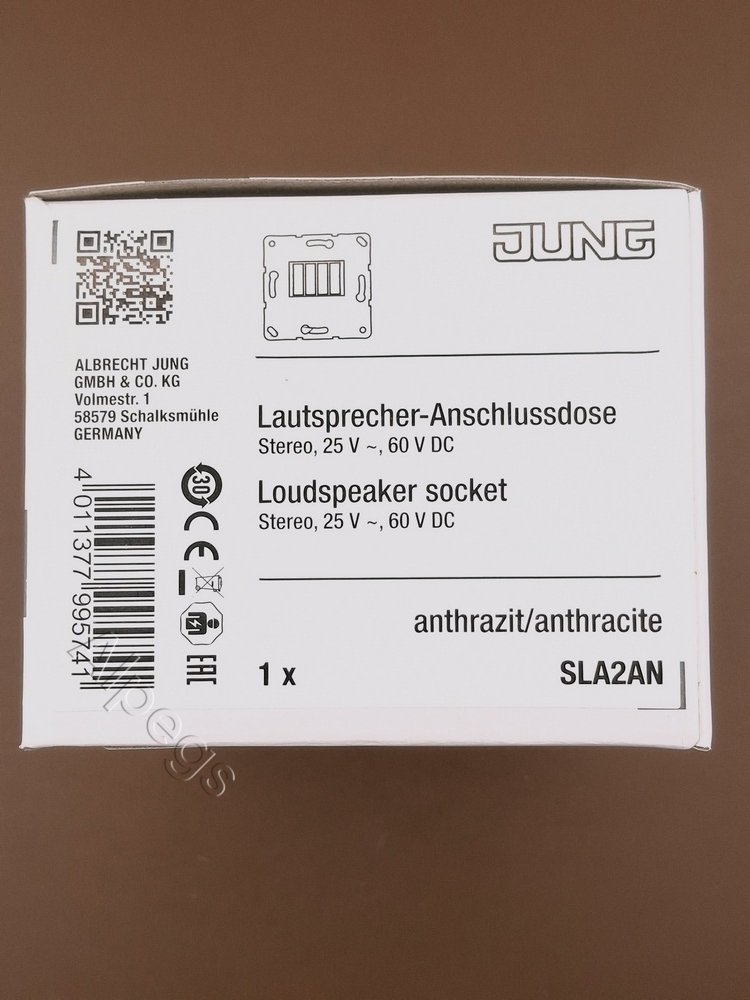 JUNG
ALBRECHT JUNG
GMBH & CO. KG
Volmestr. 1
58579 Schalksmühle
GERMANY
Lautsprecher-Anschlussdose
Stereo, 25 V ~, 60 V DC
Loudspeaker socket
Stereo, 25 V ~, 60 V DC
4 011377 995741
30
CE
EAC
anthrazit/anthracite
1 x
SLA2AN
Alpegs